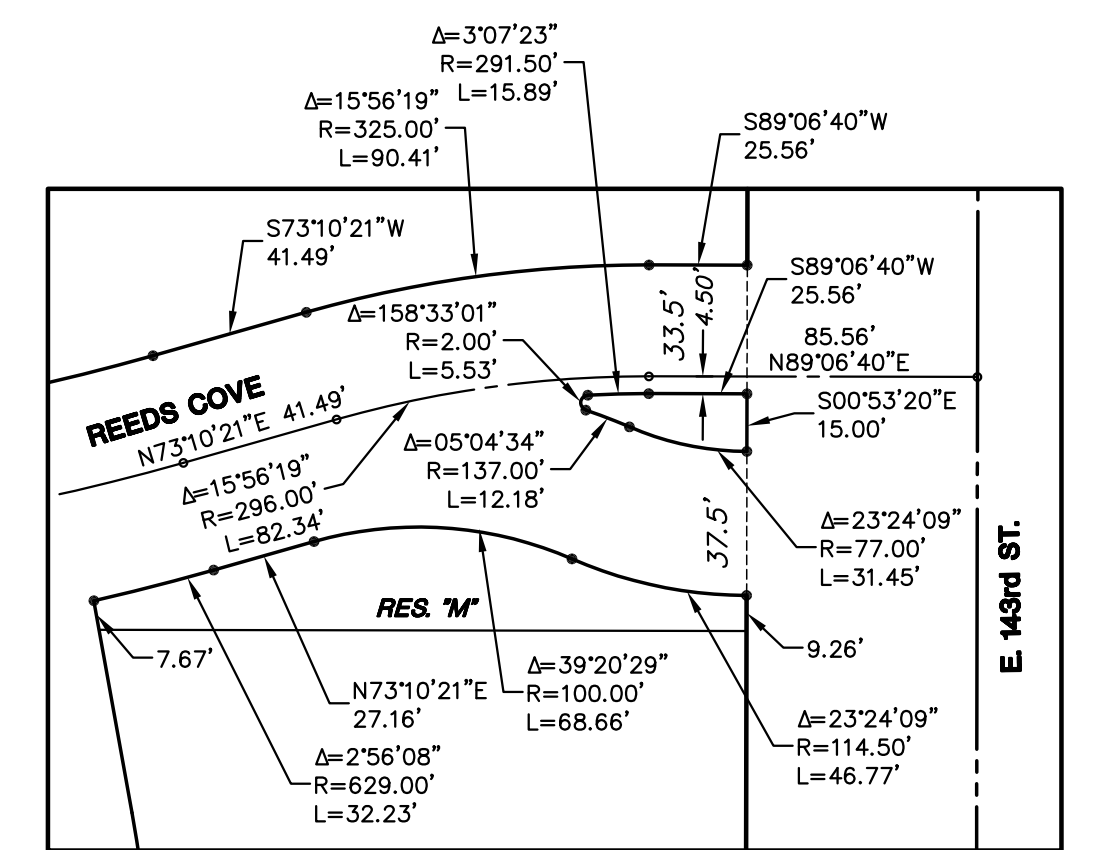 Δ=3°07'23"
R=291.50'
L=15.89'
Δ=15°56'19"
R=325.00'
L=90.41'
S89°06'40"W
25.56'
S73°10'21"W
41.49'
S89°06'40"W
25.56'
33.5'
4.50'
Δ=158°33'01"
R=2.00'
L=5.53'
85.56'
N89°06'40"E
REEDS COVE
N73°10'21"E 41.49'
S00°53'20"E
15.00'
Δ=05°04'34"
R=137.00'
L=12.18'
Δ=15°56'19"
R=296.00'
L=82.34'
37.5'
Δ=23°24'09"
R=77.00'
L=31.45'
E. 143rd ST.
RES. "M"
7.67'
9.26'
Δ=39°20'29"
R=100.00'
L=68.66'
N73°10'21"E
27.16'
Δ=23°24'09"
R=114.50'
L=46.77'
Δ=2°56'08"
R=629.00'
L=32.23'